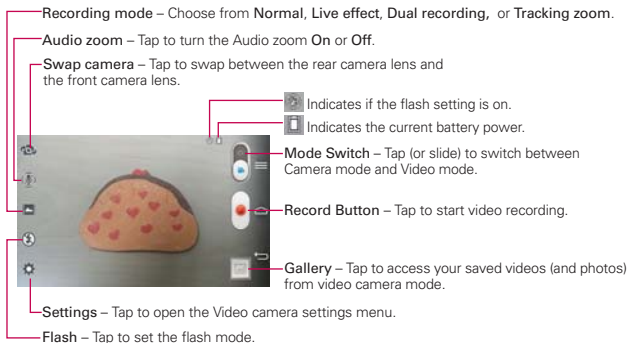 Recording mode – Choose from Normal, Live effect, Dual recording, or Tracking zoom.
Audio zoom – Tap to turn the Audio zoom On or Off.
Swap camera – Tap to swap between the rear camera lens and
the front camera lens.
Indicates if the flash setting is on.
Indicates the current battery power.
Mode Switch – Tap (or slide) to switch between
Camera mode and Video mode.
Record Button – Tap to start video recording.
Gallery – Tap to access your saved videos (and photos)
from video camera mode.
Settings – Tap to open the Video camera settings menu.
Flash – Tap to set the flash mode.